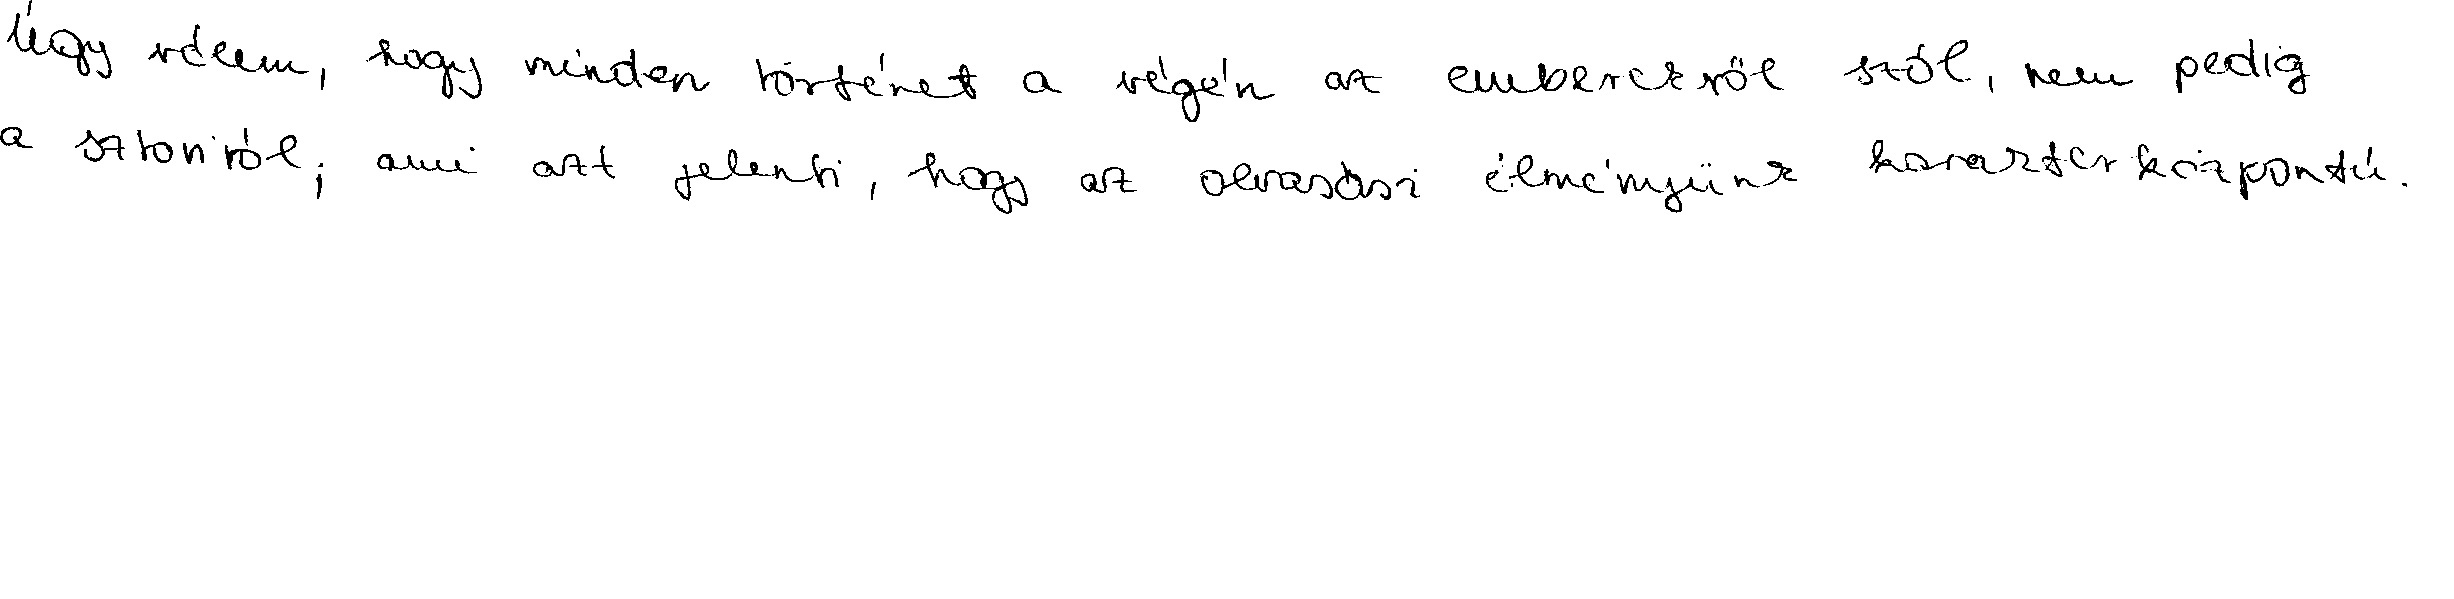 Úgy vélem, hogy minden történet a végén az emberekről szól, nem pedig
a sztoriról; ami azt jelenti, hogy az olvasási élményünk karakterközpontú.